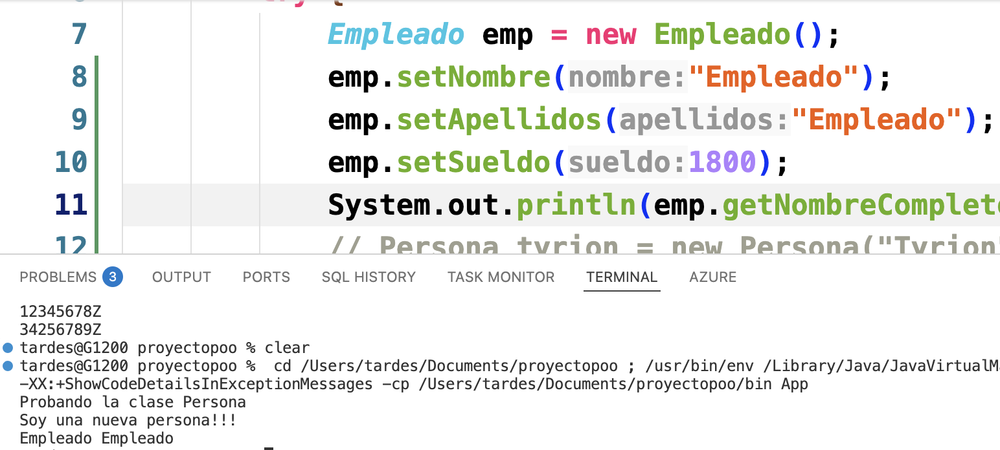 7 Empleado emp = new Empleado();
8 emp.setNombre(nombre:"Empleado");
9 emp.setApellidos(apellidos:"Empleado");
10 emp.setSueldo(sueldo:1800);
11 System.out.println(emp.getNombreComplet
12 // Persona tyrion = new Persona("Tyrion"
PROBLEMS 3 OUTPUT PORTS SQL HISTORY TASK MONITOR TERMINAL AZURE
12345678Z
34256789Z
tardes@G1200 proyectopoo % clear
tardes@G1200 proyectopoo %  cd /Users/tardes/Documents/proyectopoo ; /usr/bin/env /Library/Java/JavaVirtualM
-XX:+ShowCodeDetailsInExceptionMessages -cp /Users/tardes/Documents/proyectopoo/bin App
Probando la clase Persona
Soy una nueva persona!!!
Empleado Empleado